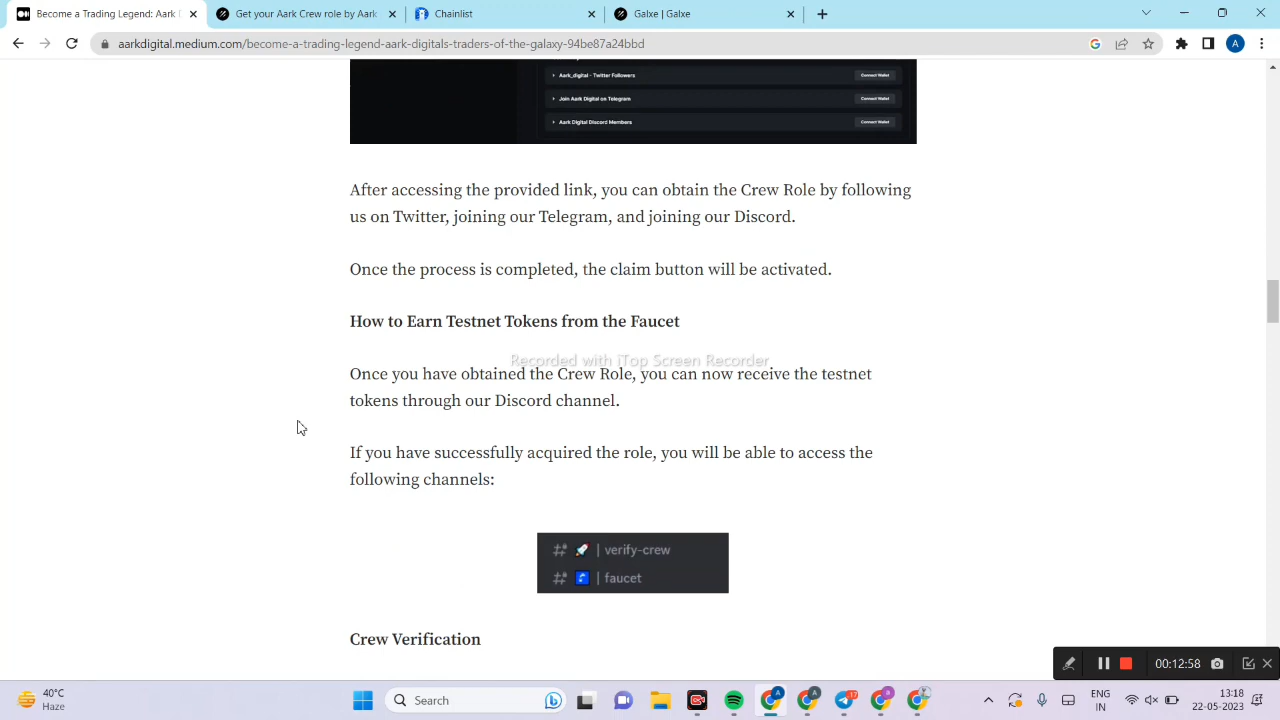 Become a Trading Legend: Aark D
Get your Aark Crew role by Aark
Chainlist
Galxe | Galxe
aarkdigital.medium.com/become-a-trading-legend-aark-digitals-traders-of-the-galaxy-94be87a24bbd
A
Aark_digital - Twitter Followers
Connect Wallet
Join Aark Digital on Telegram
Connect Wallet
Aark Digital Discord Members
Connect Wallet
After accessing the provided link, you can obtain the Crew Role by following
us on Twitter, joining our Telegram, and joining our Discord.
Once the process is completed, the claim button will be activated.
How to Earn Testnet Tokens from the Faucet
Recorded with iTop Screen Recorder
Once you have obtained the Crew Role, you can now receive the testnet
tokens through our Discord channel.
If you have successfully acquired the role, you will be able to access the
following channels:
# | verify-crew
# | faucet
Crew Verification
00:12:58
40°C
Haze
Search
17
ENG
IN
13:18
22-05-2023